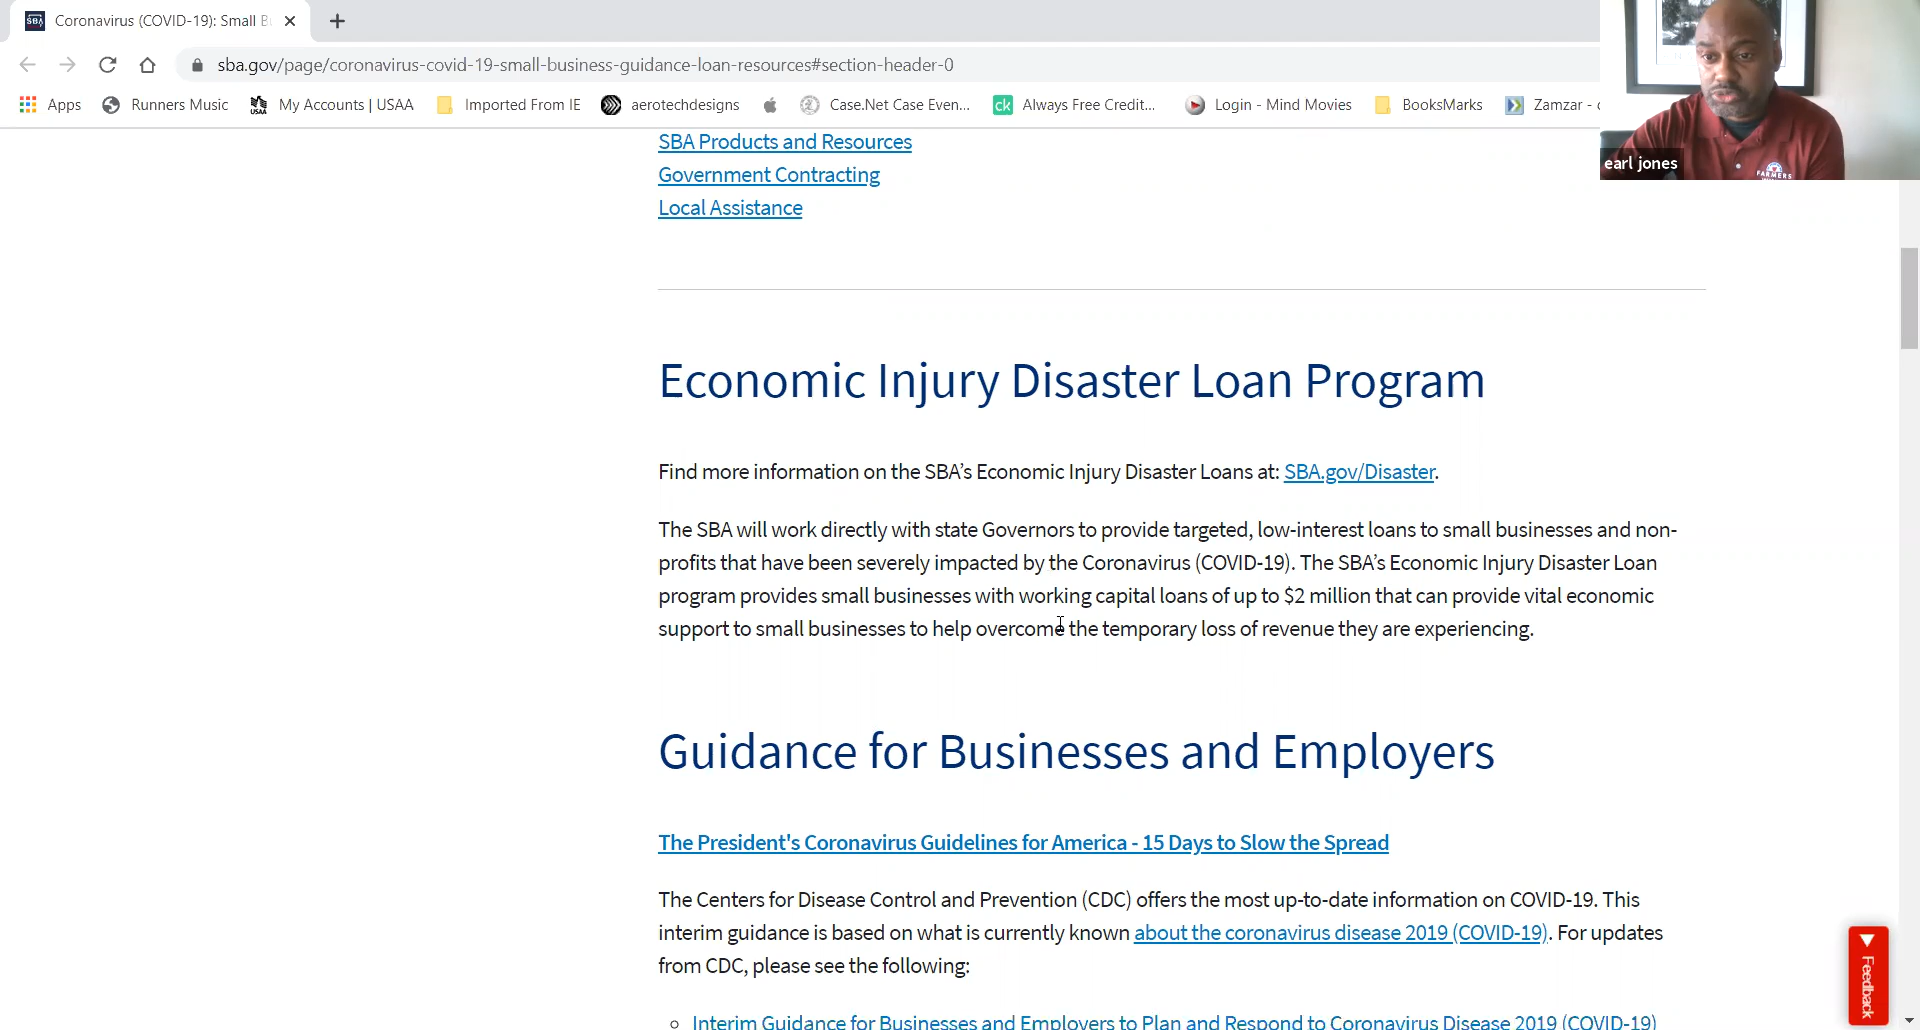 SBA
Coronavirus (COVID-19): Small B
sba.gov/page/coronavirus-covid-19-small-business-guidance-loan-resources#section-header-0
Apps
Runners Music
USAA
My Accounts | USAA
Imported From IE
aerotechdesigns
Case.Net Case Even...
ck
Always Free Credit...
Login - Mind Movies
BooksMarks
Zamzar -
earl jones
FARMERS
SBA Products and Resources
Government Contracting
Local Assistance
Economic Injury Disaster Loan Program
Find more information on the SBA’s Economic Injury Disaster Loans at: SBA.gov/Disaster.
The SBA will work directly with state Governors to provide targeted, low-interest loans to small businesses and non-
profits that have been severely impacted by the Coronavirus (COVID-19). The SBA’s Economic Injury Disaster Loan
program provides small businesses with working capital loans of up to $2 million that can provide vital economic
support to small businesses to help overcome the temporary loss of revenue they are experiencing.
Guidance for Businesses and Employers
The President's Coronavirus Guidelines for America - 15 Days to Slow the Spread
The Centers for Disease Control and Prevention (CDC) offers the most up-to-date information on COVID-19. This
interim guidance is based on what is currently known about the coronavirus disease 2019 (COVID-19). For updates
from CDC, please see the following:
Interim Guidance for Businesses and Employers to Plan and Respond to Coronavirus Disease 2019 (COVID-19)
Feedback